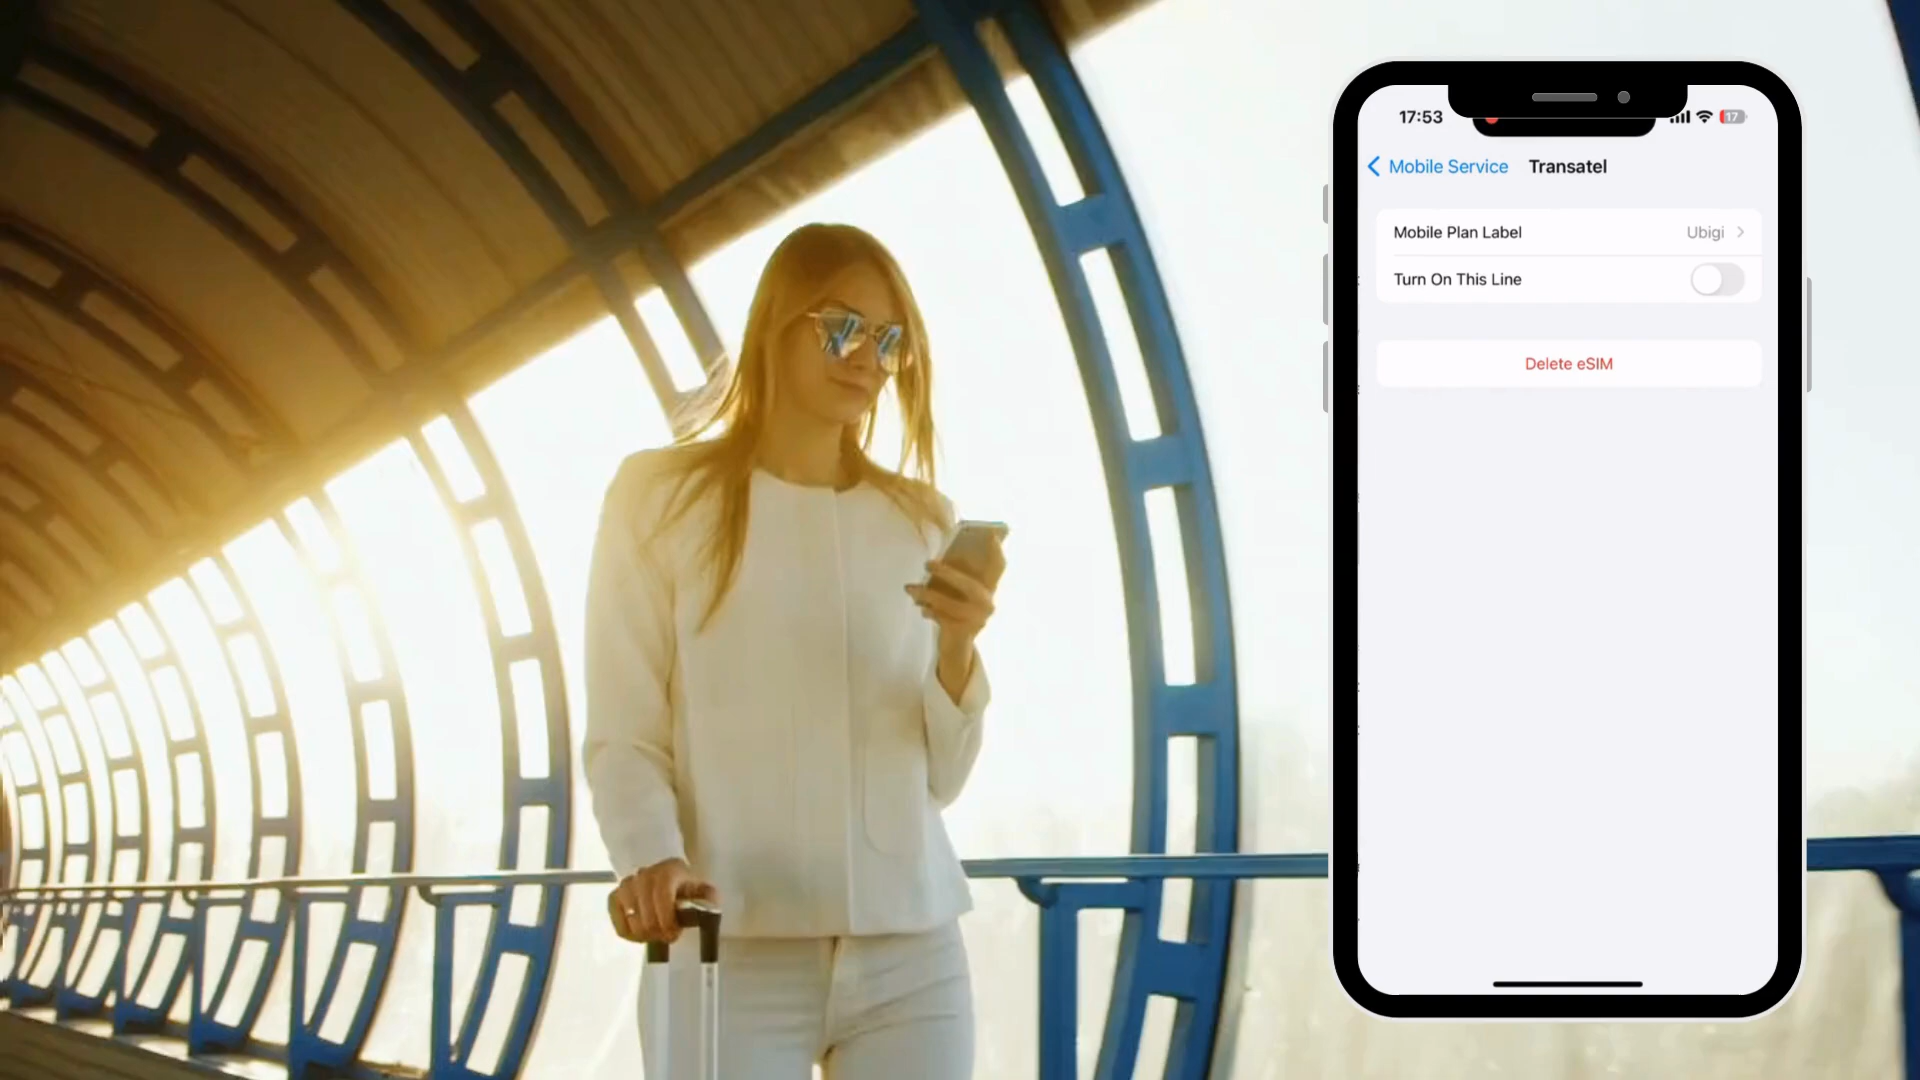 17:53
17
Mobile Service Transatel
Mobile Plan Label Ubigi
Turn On This Line
Delete eSIM